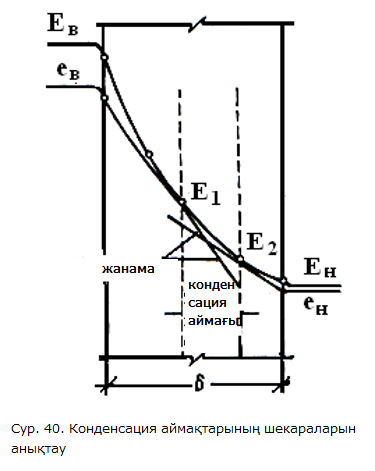 Eв
eв
E1
E2
жанама
конден
сация
аймағы
Eн
eн
δ
Сур. 40. Конденсация аймақтарының шекараларын
анықтау